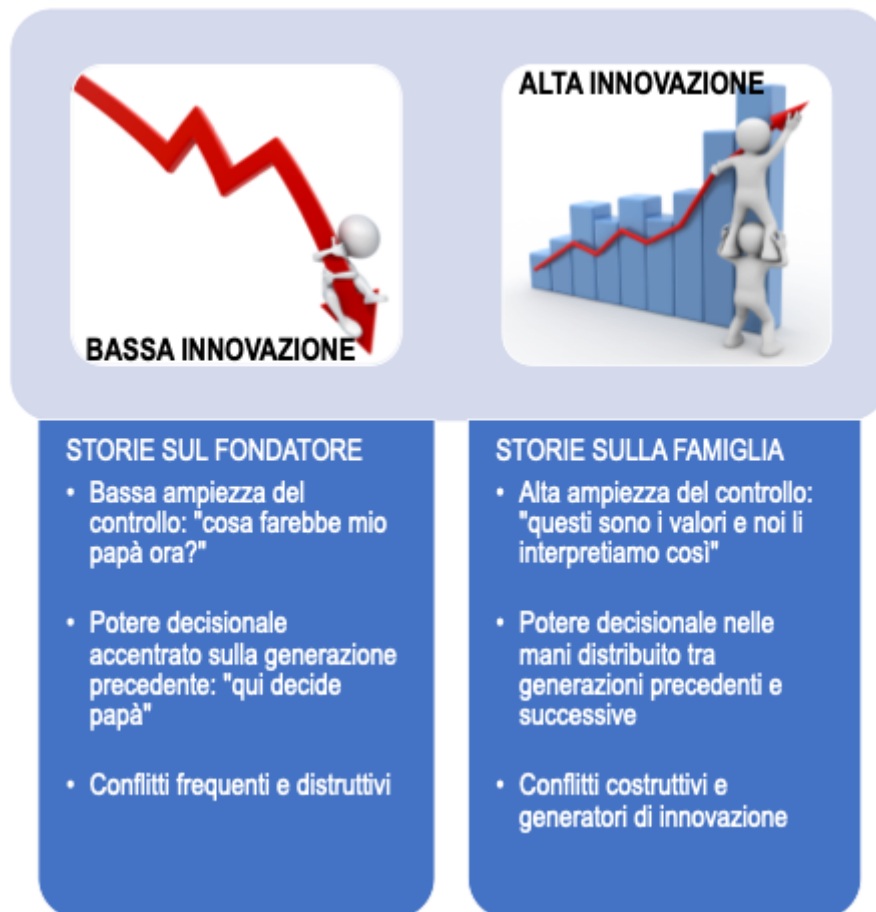 BASSA INNOVAZIONE
ALTA INNOVAZIONE
STORIE SUL FONDATORE
• Bassa ampiezza del
controllo: "cosa farebbe mio
papà ora?"
• Potere decisionale
accentrato sulla generazione
precedente: "qui decide
papà"
• Conflitti frequenti e distruttivi
STORIE SULLA FAMIGLIA
• Alta ampiezza del controllo:
"questi sono i valori e noi li
interpretiamo così"
• Potere decisionale nelle
mani distribuito tra
generazioni precedenti e
successive
• Conflitti costruttivi e
generatori di innovazione